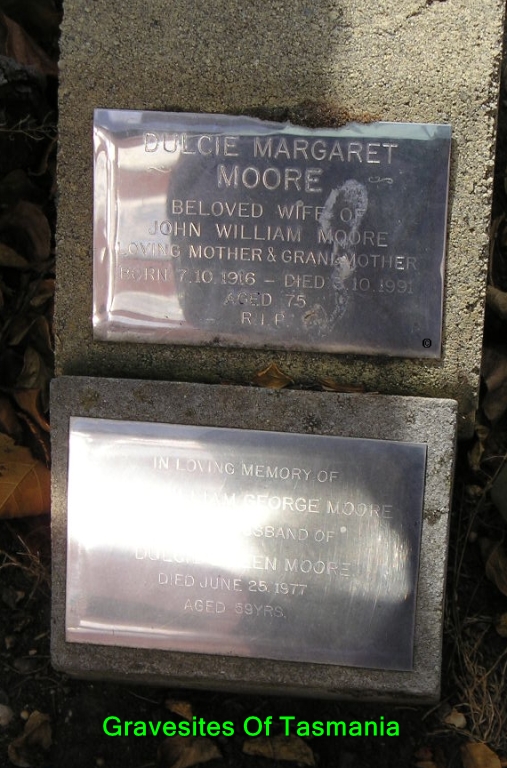 DULCIE MARGARET
MOORE
BELOVED WIFE OF
JOHN WILLIAM MOORE
LOVING MOTHER & GRANDMOTHER
BORN 7.10.1916 – DIED 10.1991
AGED 75
R.I.P.
IN LOVING MEMORY OF
GEORGE MOORE
HUSBAND OF
MOORE
DIED JUNE 25, 1977
AGED 59YRS.
Gravesites Of Tasmania